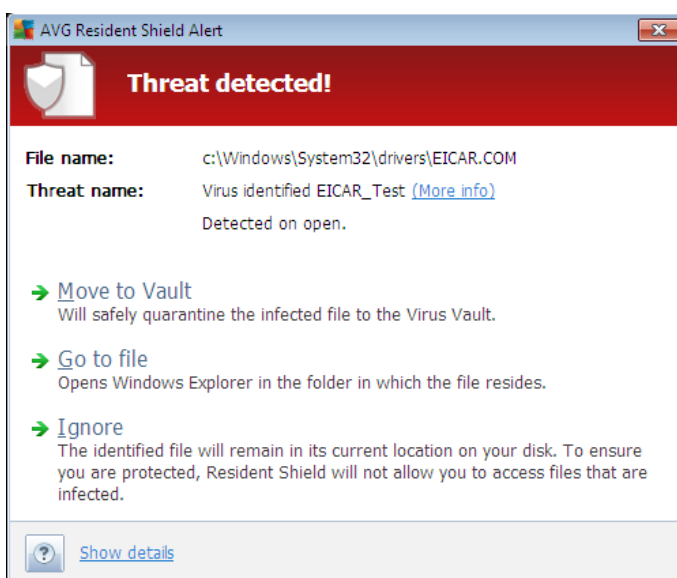 AVG Resident Shield Alert
Threat detected!
File name: c:\Windows\System32\drivers\EICAR.COM
Threat name: Virus identified EICAR_Test (More info)
Detected on open.
Move to Vault
Will safely quarantine the infected file to the Virus Vault.
Go to file
Opens Windows Explorer in the folder in which the file resides.
Ignore
The identified file will remain in its current location on your disk. To ensure
you are protected, Resident Shield will not allow you to access files that are
infected.
? Show details